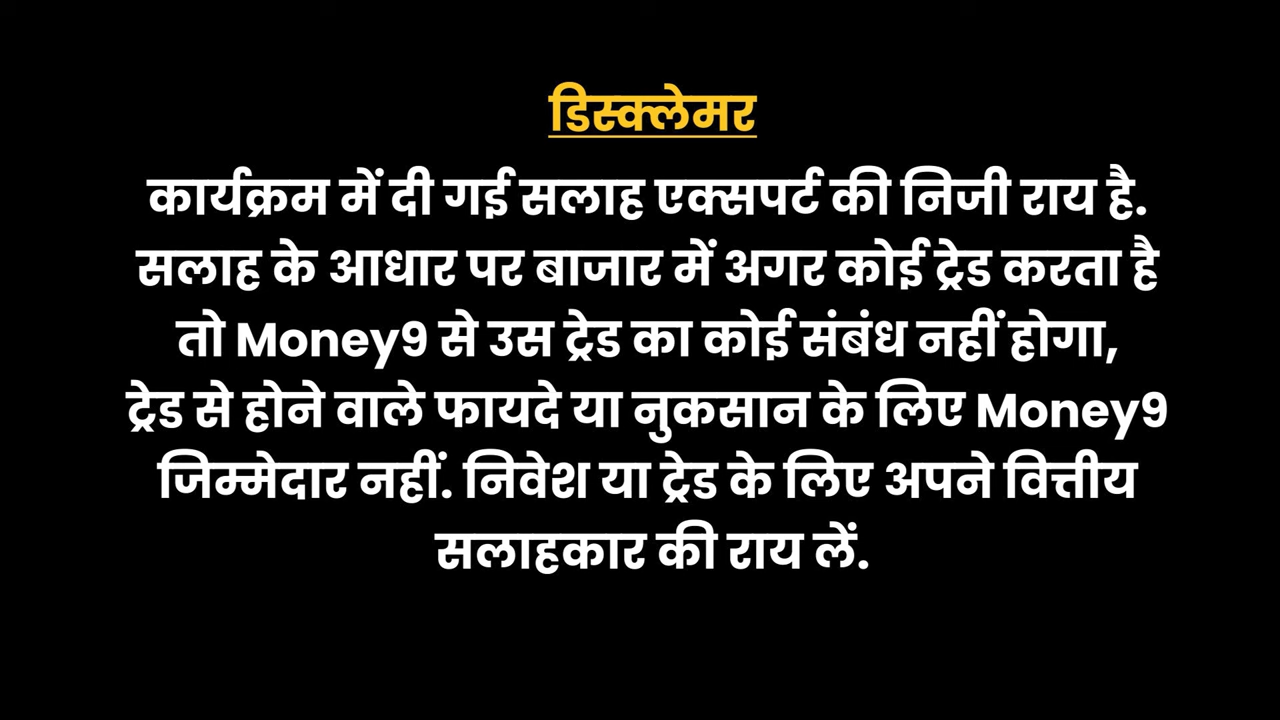 डिस्क्लेमर
कार्यक्रम में दी गई सलाह एक्सपर्ट की निजी राय है.
सलाह के आधार पर बाजार में अगर कोई ट्रेड करता है
तो Money9 से उस ट्रेड का कोई संबंध नहीं होगा,
ट्रेड से होने वाले फायदे या नुकसान के लिए Money9
जिम्मेदार नहीं. निवेश या ट्रेड के लिए अपने वित्तीय
सलाहकार की राय लें.